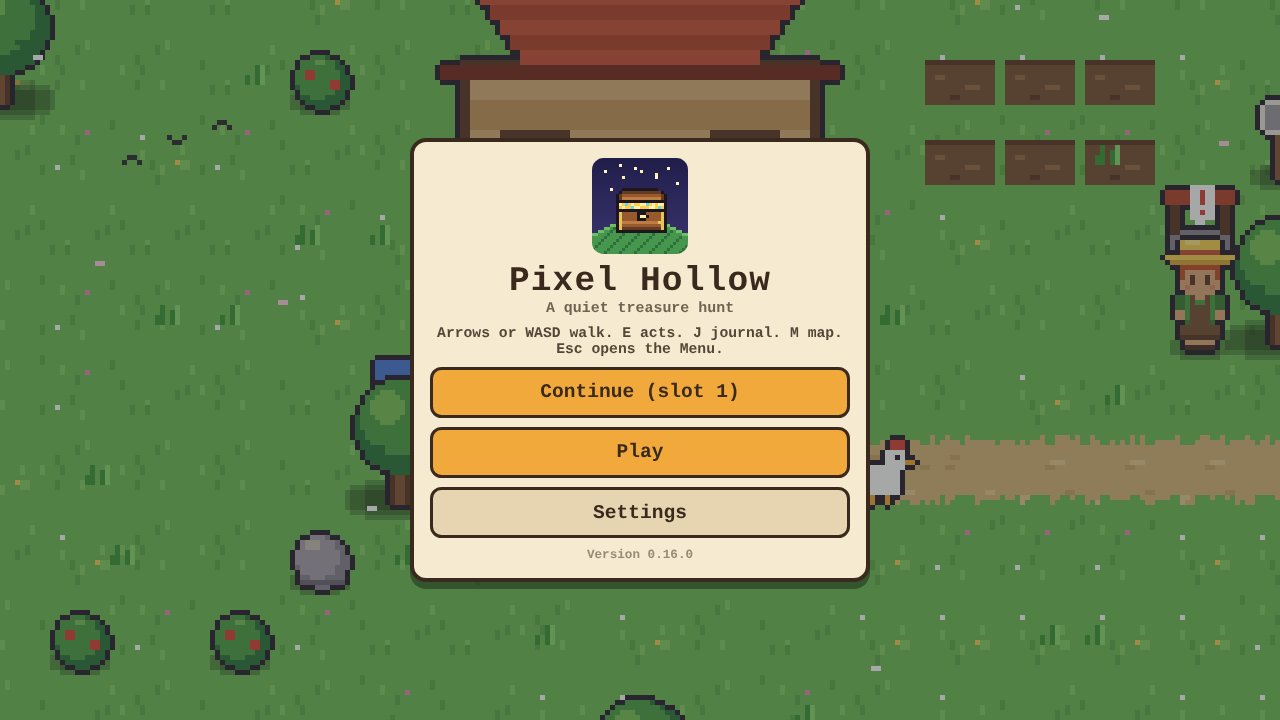 Pixel Hollow
A quiet treasure hunt
Arrows or WASD walk. E acts. J journal. M map.
Esc opens the Menu.
Continue (slot 1)
Play
Settings
Version 0.16.0